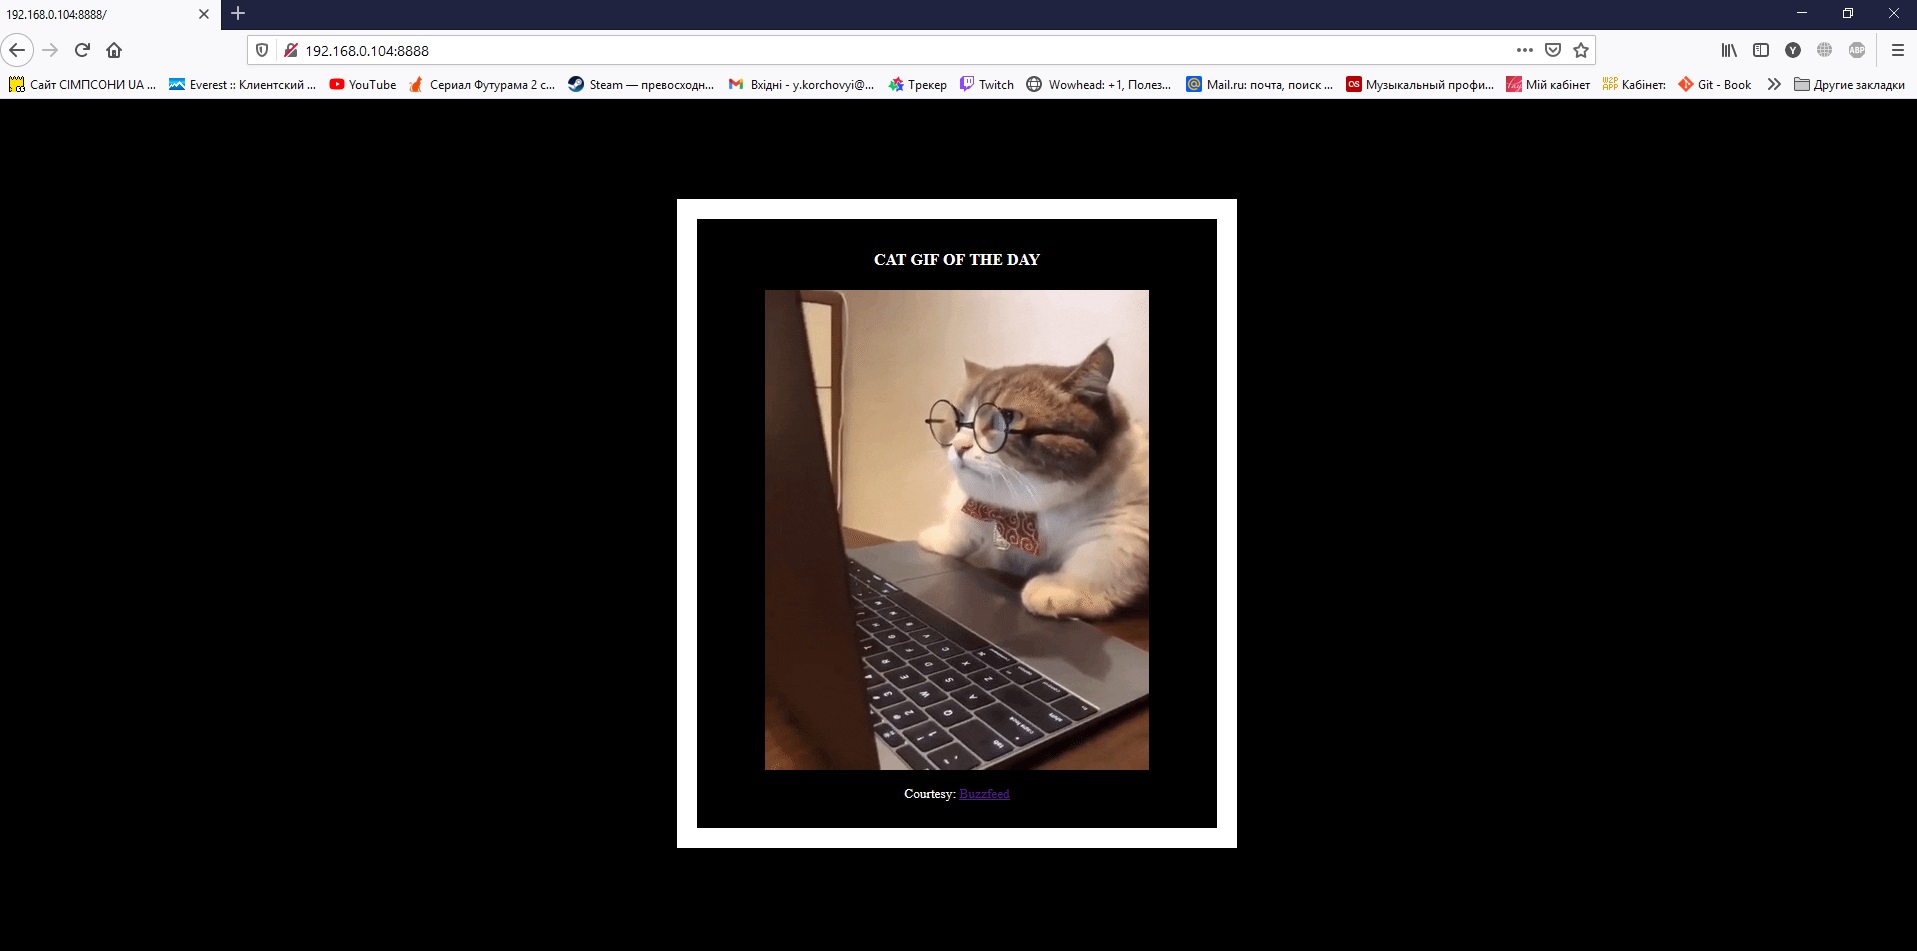 192.168.0.104:8888/
192.168.0.104:8888
Сайт СІМПСОНИ UA ... Everest :: Клиентский ... YouTube Сериал Футурама 2 с... Steam — превосходн... Вхідні - y.korchovyi@... Трекер Twitch Wowhead: +1, Полез... Mail.ru: почта, поиск ... Музыкальный профи... Мій кабінет Кабінет: Git - Book Другие закладки
CAT GIF OF THE DAY
Courtesy: Buzzfeed